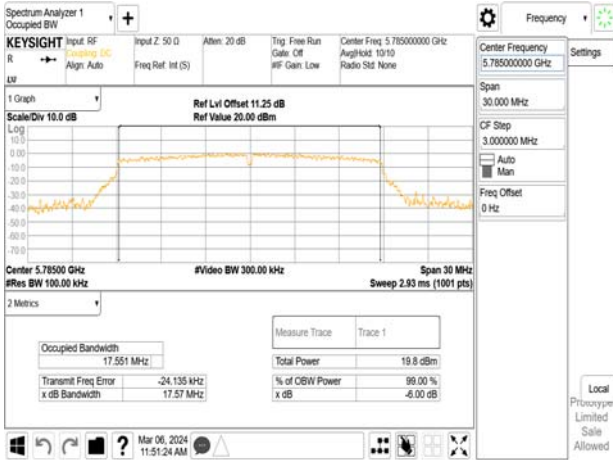 Spectrum Analyzer 1
Occupied BW
+
Frequency
KEYSIGHT
R
LXI
Input: RF
Coupling: DC
Align: Auto
Input Z: 50 Ω
Freq Ref: Int (S)
Atten: 20 dB
Trig: Free Run
Gate: Off
#IF Gain: Low
Center Freq: 5.785000000 GHz
Avg|Hold: 10/10
Radio Std: None
Center Frequency
5.785000000 GHz
Settings
Span
30.000 MHz
CF Step
3.000000 MHz
Auto
Man
Freq Offset
0 Hz
1 Graph
Scale/Div 10.0 dB
Ref Lvl Offset 11.25 dB
Ref Value 20.00 dBm
Log
10.0
0.00
-10.0
-20.0
-30.0
-40.0
-50.0
-60.0
-70.0
Center 5.78500 GHz
#Video BW 300.00 kHz
Span 30 MHz
#Res BW 100.00 kHz
Sweep 2.93 ms (1001 pts)
2 Metrics
Measure Trace
Trace 1
Occupied Bandwidth
17.551 MHz
Total Power
19.8 dBm
Transmit Freq Error
-24.135 kHz
% of OBW Power
99.00 %
x dB Bandwidth
17.57 MHz
x dB
-6.00 dB
Local
Prototype
Limited
Sale
Allowed
?
Mar 06, 2024
11:51:24 AM